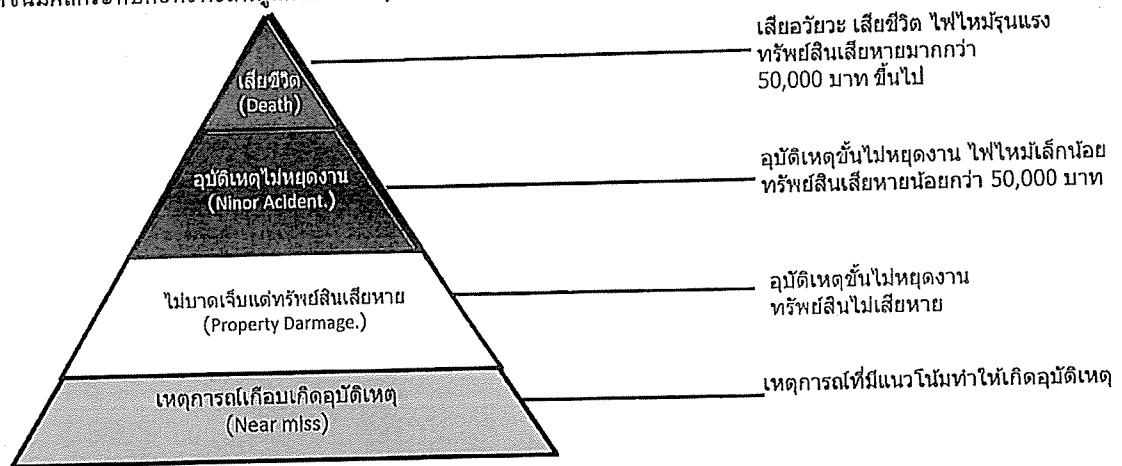 เสียชีวิต
(Death)
เสียอวัยวะ เสียชีวิต ไฟไหม้รุนแรง
ทรัพย์สินเสียหายมากกว่า
50,000 บาท ขึ้นไป
อุบัติเหตุไม่หยุดงาน
(Ninor Acident.)
อุบัติเหตุขั้นไม่หยุดงาน ไฟไหม้เล็กน้อย
ทรัพย์สินเสียหายน้อยกว่า 50,000 บาท
ไม่บาดเจ็บแต่ทรัพย์สินเสียหาย
(Property Darmage.)
อุบัติเหตุขั้นไม่หยุดงาน
ทรัพย์สินไม่เสียหาย
เหตุการณ์เกือบเกิดอุบัติเหตุ
(Near miss)
เหตุการณ์ที่มีแนวโน้มทำให้เกิดอุบัติเหตุ